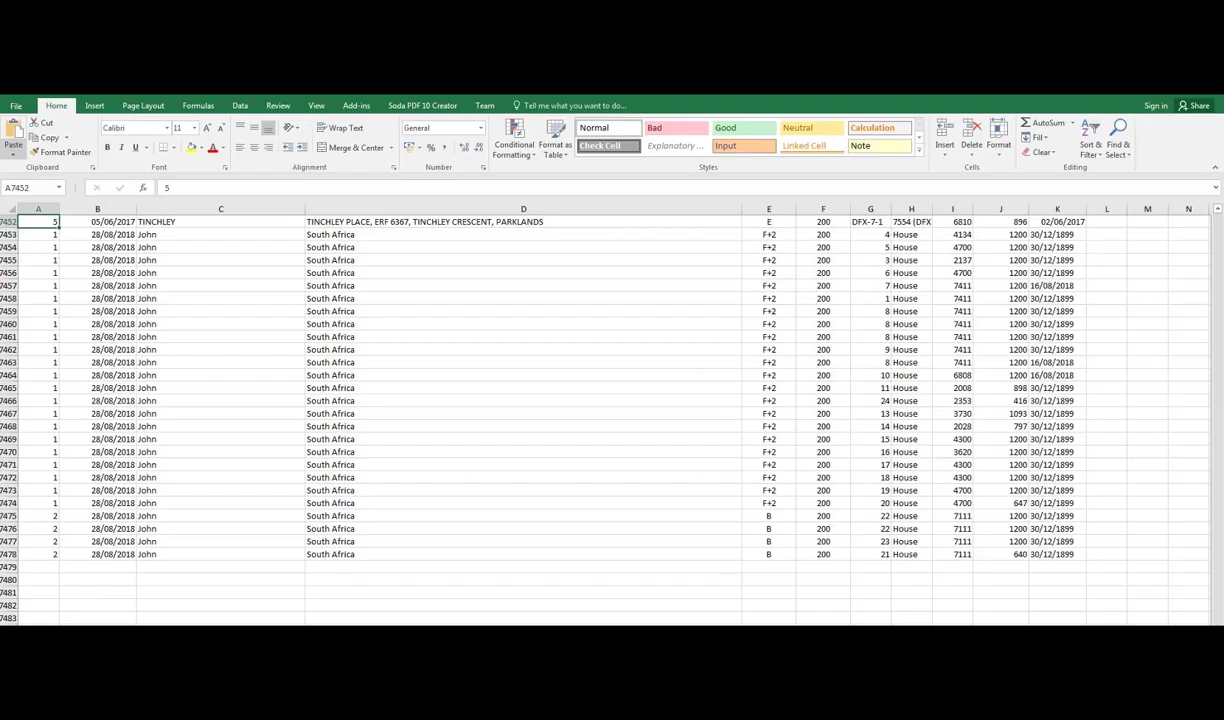 File Home Insert Page Layout Formulas Data Review View Add-ins Soda PDF 10 Creator Team Tell me what you want to do... Sign in Share
Paste Cut Copy Format Painter Clipboard
Calibri 11 A A B I U A Font
Wrap Text Merge & Center Alignment
General % Number
Conditional Formatting Format as Table Normal Bad Good Neutral Calculation
Check Cell Explanatory ... Input Linked Cell Note Styles
Insert Delete Format Cells
AutoSum Fill Clear Sort & Filter Find & Select Editing
A7452 fx 5
A B C D E F G H I J K L M N
7452 5 05/06/2017 TINCHLEY TINCHLEY PLACE, ERF 6367, TINCHLEY CRESCENT, PARKLANDS E 200 DFX-7-1 7554 (DFX 6810 896 02/06/2017
7453 1 28/08/2018 John South Africa F+2 200 4 House 4134 1200 30/12/1899
7454 1 28/08/2018 John South Africa F+2 200 5 House 4700 1200 30/12/1899
7455 1 28/08/2018 John South Africa F+2 200 3 House 2137 1200 30/12/1899
7456 1 28/08/2018 John South Africa F+2 200 6 House 4700 1200 30/12/1899
7457 1 28/08/2018 John South Africa F+2 200 7 House 7411 1200 16/08/2018
7458 1 28/08/2018 John South Africa F+2 200 1 House 7411 1200 30/12/1899
7459 1 28/08/2018 John South Africa F+2 200 8 House 7411 1200 30/12/1899
7460 1 28/08/2018 John South Africa F+2 200 8 House 7411 1200 30/12/1899
7461 1 28/08/2018 John South Africa F+2 200 8 House 7411 1200 30/12/1899
7462 1 28/08/2018 John South Africa F+2 200 9 House 7411 1200 30/12/1899
7463 1 28/08/2018 John South Africa F+2 200 8 House 7411 1200 16/08/2018
7464 1 28/08/2018 John South Africa F+2 200 10 House 6808 1200 16/08/2018
7465 1 28/08/2018 John South Africa F+2 200 11 House 2008 898 30/12/1899
7466 1 28/08/2018 John South Africa F+2 200 24 House 2353 416 30/12/1899
7467 1 28/08/2018 John South Africa F+2 200 13 House 3730 1093 30/12/1899
7468 1 28/08/2018 John South Africa F+2 200 14 House 2028 797 30/12/1899
7469 1 28/08/2018 John South Africa F+2 200 15 House 4300 1200 30/12/1899
7470 1 28/08/2018 John South Africa F+2 200 16 House 3620 1200 30/12/1899
7471 1 28/08/2018 John South Africa F+2 200 17 House 4300 1200 30/12/1899
7472 1 28/08/2018 John South Africa F+2 200 18 House 4300 1200 30/12/1899
7473 1 28/08/2018 John South Africa F+2 200 19 House 4700 1200 30/12/1899
7474 1 28/08/2018 John South Africa F+2 200 20 House 4700 647 30/12/1899
7475 2 28/08/2018 John South Africa B 200 22 House 7111 1200 30/12/1899
7476 2 28/08/2018 John South Africa B 200 22 House 7111 1200 30/12/1899
7477 2 28/08/2018 John South Africa B 200 23 House 7111 1200 30/12/1899
7478 2 28/08/2018 John South Africa B 200 21 House 7111 640 30/12/1899
7479
7480
7481
7482
7483